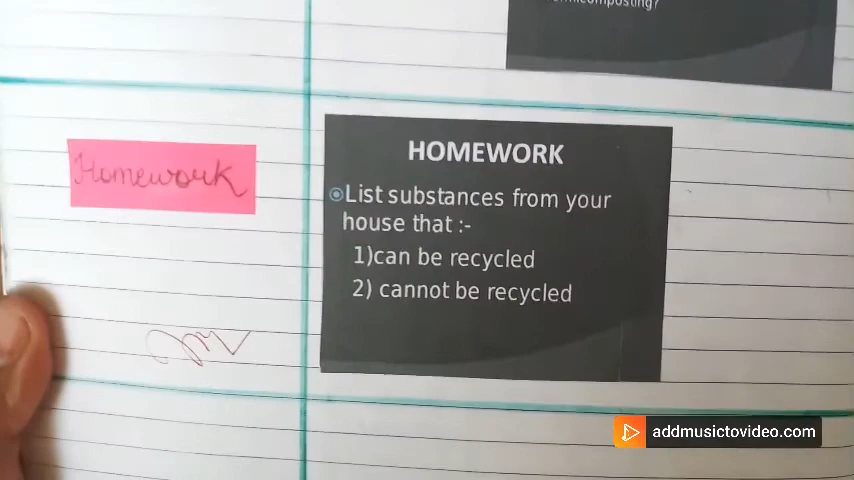 HOMEWORK
Homework
List substances from your
house that :-
1)can be recycled
2) cannot be recycled
addmusictovideo.com